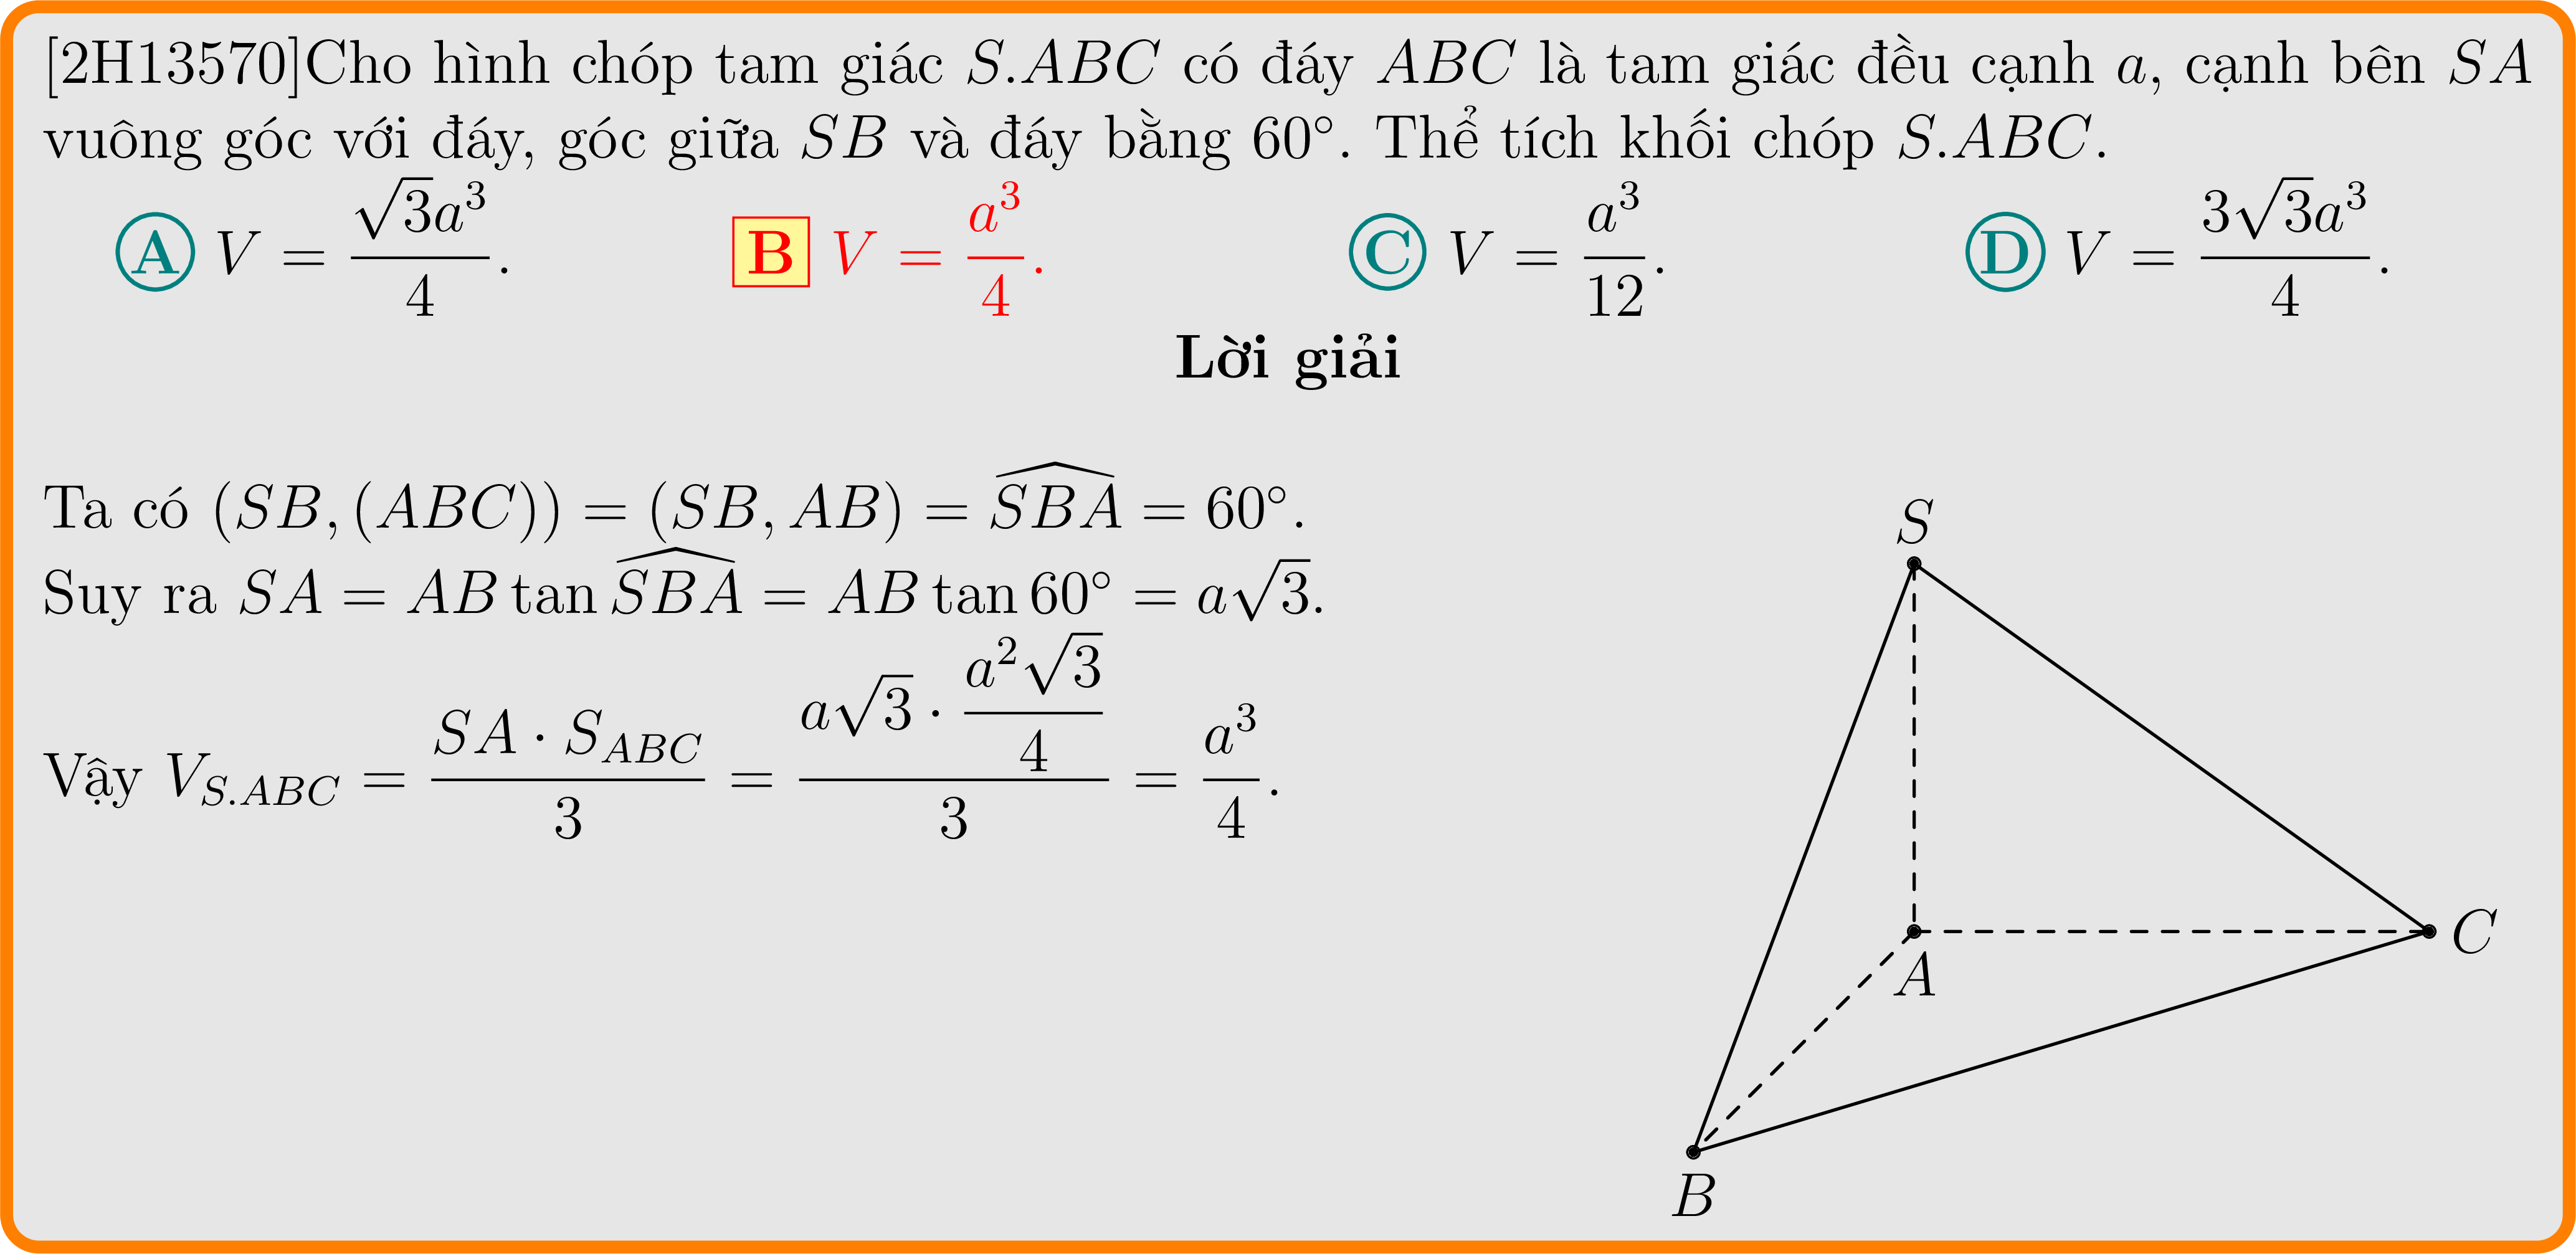 [2H13570]Cho hình chóp tam giác S.ABC có đáy ABC là tam giác đều cạnh a, cạnh bên SA
vuông góc với đáy, góc giữa SB và đáy bằng 60°. Thể tích khối chóp S.ABC.
A V = \frac{\sqrt{3}a^3}{4}. B V = \frac{a^3}{4}. C V = \frac{a^3}{12}. D V = \frac{3\sqrt{3}a^3}{4}.
Lời giải
Ta có (SB, (ABC)) = (SB, AB) = \widehat{SBA} = 60°.
Suy ra SA = AB tan \widehat{SBA} = AB tan 60° = a\sqrt{3}.
Vậy V_{S.ABC} = \frac{SA · S_{ABC}}{3} = \frac{a\sqrt{3} · \frac{a^2\sqrt{3}}{4}}{3} = \frac{a^3}{4}.
S
A
C
B